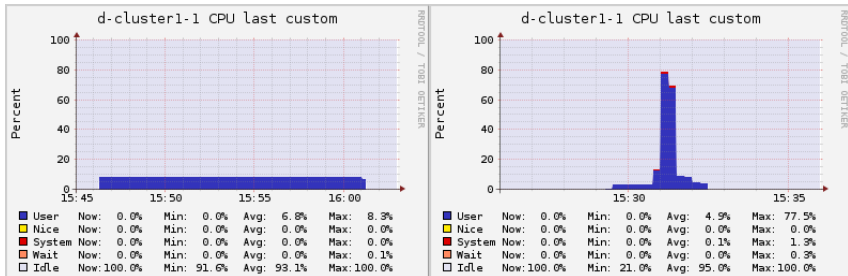 d-cluster1-1 CPU last custom
RRDTOOL / TOBI OETIKER
Percent
100
80
60
40
20
0
15:45 15:50 15:55 16:00
User Now: 0.0% Min: 0.0% Avg: 6.8% Max: 8.3%
Nice Now: 0.0% Min: 0.0% Avg: 0.0% Max: 0.0%
System Now: 0.0% Min: 0.0% Avg: 0.0% Max: 0.0%
Wait Now: 0.0% Min: 0.0% Avg: 0.0% Max: 0.1%
Idle Now:100.0% Min: 91.6% Avg: 93.1% Max:100.0%
d-cluster1-1 CPU last custom
RRDTOOL / TOBI OETIKER
Percent
100
80
60
40
20
0
15:30 15:35
User Now: 0.0% Min: 0.0% Avg: 4.9% Max: 77.5%
Nice Now: 0.0% Min: 0.0% Avg: 0.0% Max: 0.0%
System Now: 0.0% Min: 0.0% Avg: 0.1% Max: 1.3%
Wait Now: 0.0% Min: 0.0% Avg: 0.0% Max: 0.3%
Idle Now:100.0% Min: 21.0% Avg: 95.0% Max:100.0%